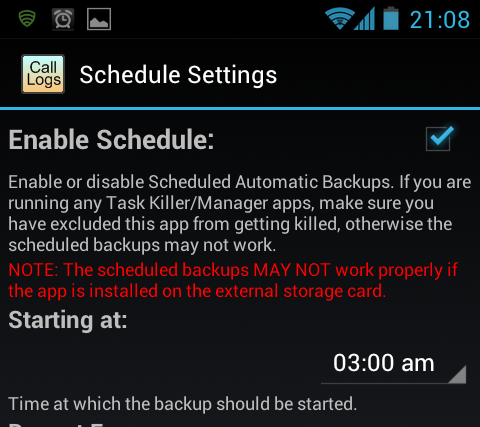 21:08
Call
Logs
Schedule Settings
Enable Schedule:
Enable or disable Scheduled Automatic Backups. If you are
running any Task Killer/Manager apps, make sure you
have excluded this app from getting killed, otherwise the
scheduled backups may not work.
NOTE: The scheduled backups MAY NOT work properly if
the app is installed on the external storage card.
Starting at:
03:00 am
Time at which the backup should be started.